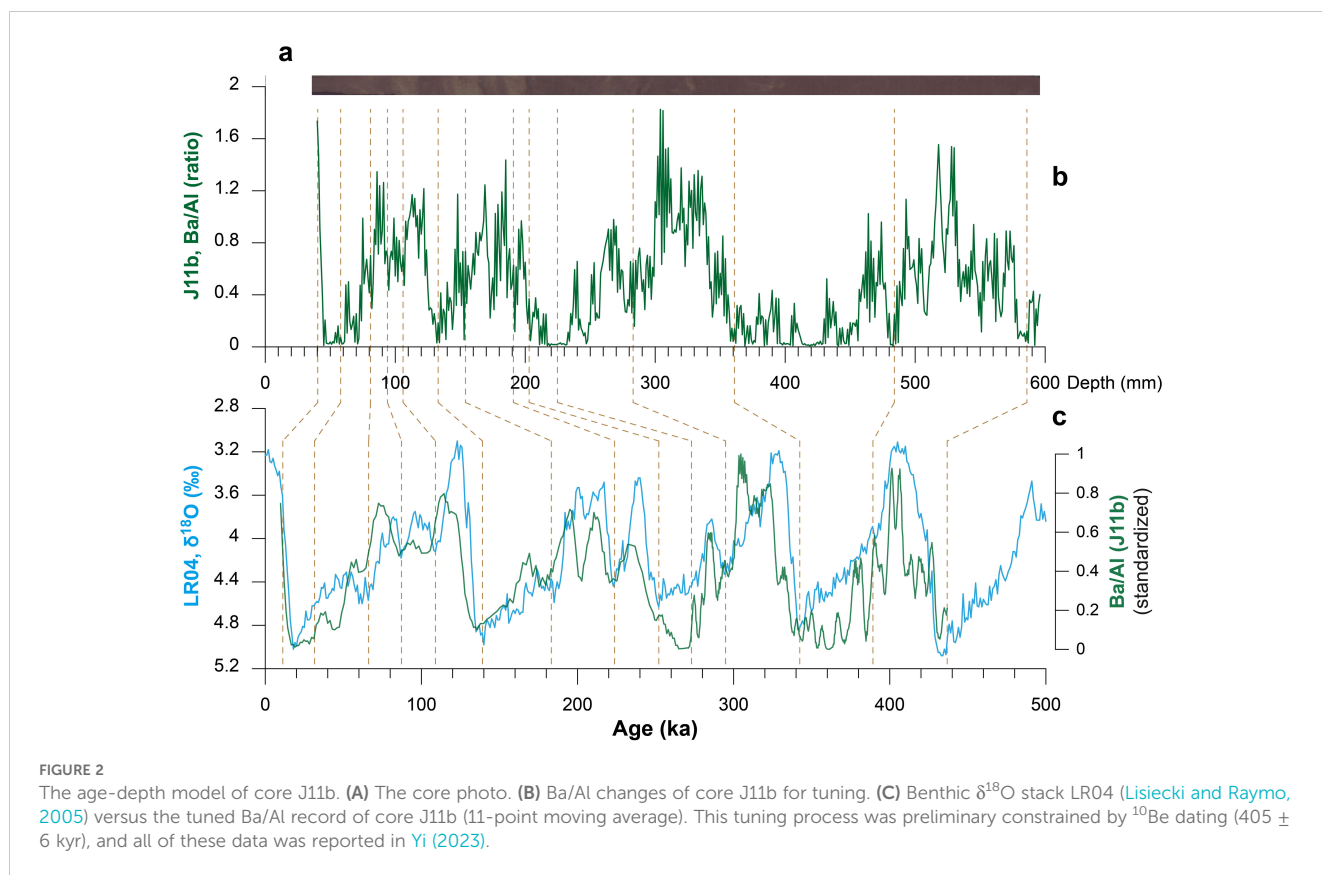 a
2
1.6
1.2
0.8
0.4
0
J11b, Ba/Al (ratio)
b
0 100 200 300 400 500 600 Depth (mm)
c
2.8
3.2
3.6
4
4.4
4.8
5.2
LR04, δ18O (‰)
1
0.8
0.6
0.4
0.2
0
Ba/Al (J11b)
(standardized)
0 100 200 300 400 500
Age (ka)
FIGURE 2
The age-depth model of core J11b. (A) The core photo. (B) Ba/Al changes of core J11b for tuning. (C) Benthic δ18O stack LR04 (Lisiecki and Raymo,
2005) versus the tuned Ba/Al record of core J11b (11-point moving average). This tuning process was preliminary constrained by 10Be dating (405 ±
6 kyr), and all of these data was reported in Yi (2023).